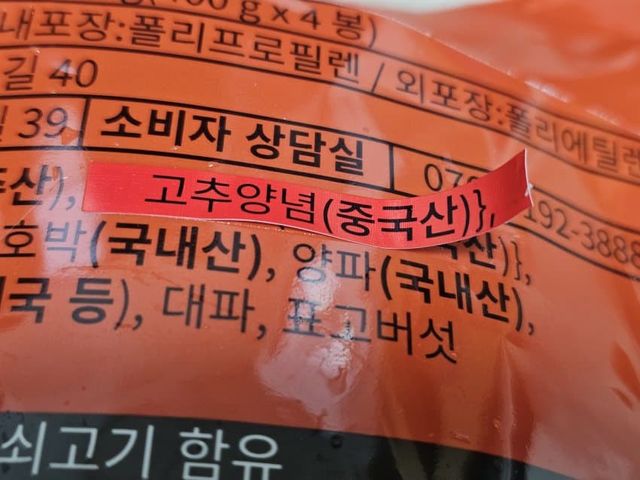 g x 4 봉)
내포장:폴리프로필렌 / 외포장:폴리에틸렌
길 40
39 소비자 상담실 192-3888
산), 고추양념(중국산)},
산)},
호박(국내산), 양파(국내산),
국 등), 대파, 표고버섯
쇠고기 함유